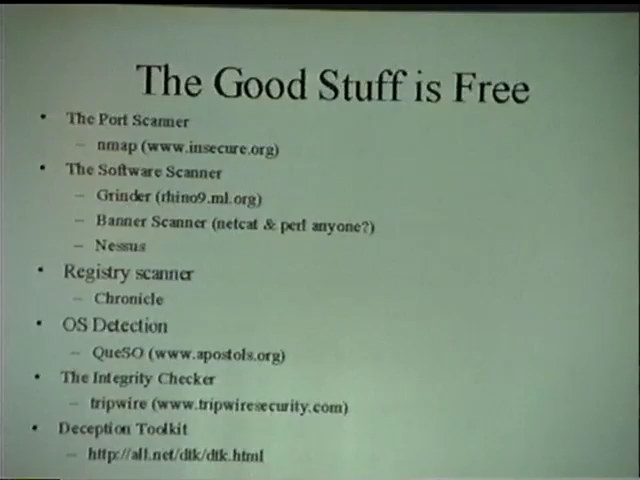 The Good Stuff is Free
• The Port Scanner
– nmap (www.insecure.org)
• The Software Scanner
– Grinder (rhino9.ml.org)
– Banner Scanner (netcat & perl anyone?)
– Nessus
• Registry scanner
– Chronicle
• OS Detection
– QueSO (www.apostols.org)
• The Integrity Checker
– tripwire (www.tripwiresecurity.com)
• Deception Toolkit
– http://all.net/dtk/dtk.html